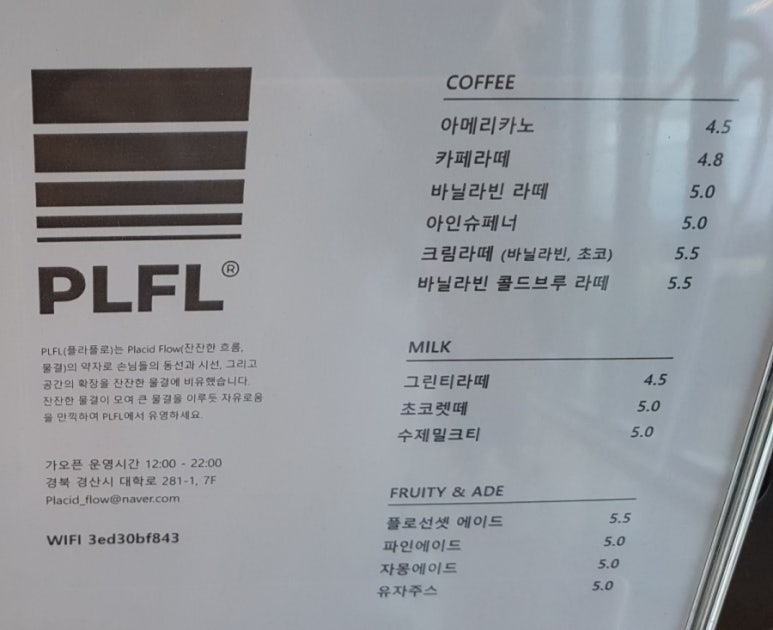 PLFL®
PLFL(플라플로)는 Placid Flow(잔잔한 흐름,
물결)의 약자로 손님들의 동선과 시선, 그리고
공간의 확장을 잔잔한 물결에 비유했습니다.
잔잔한 물결이 모여 큰 물결을 이루듯 자유로움
을 만끽하며 PLFL에서 유영하세요.
가오픈 운영시간 12:00 - 22:00
경북 경산시 대학로 281-1, 7F
Placid_flow@naver.com
WIFI 3ed30bf843
COFFEE
아메리카노 4.5
카페라떼 4.8
바닐라빈 라떼 5.0
아인슈페너 5.0
크림라떼 (바닐라빈, 초코) 5.5
바닐라빈 콜드브루 라떼 5.5
MILK
그린티라떼 4.5
초코렛떼 5.0
수제밀크티 5.0
FRUITY & ADE
플로선셋 에이드 5.5
파인에이드 5.0
자몽에이드 5.0
유자주스 5.0